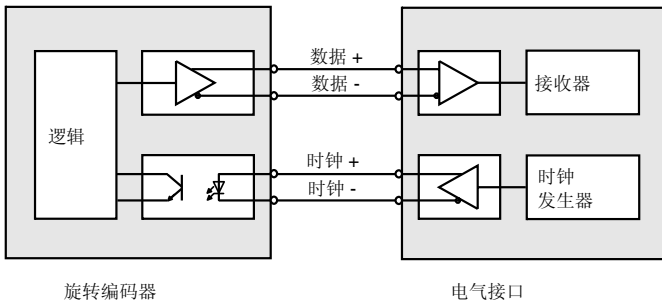 数据 +
数据 -
逻辑
接收器
时钟 +
时钟 -
时钟
发生器
旋转编码器
电气接口